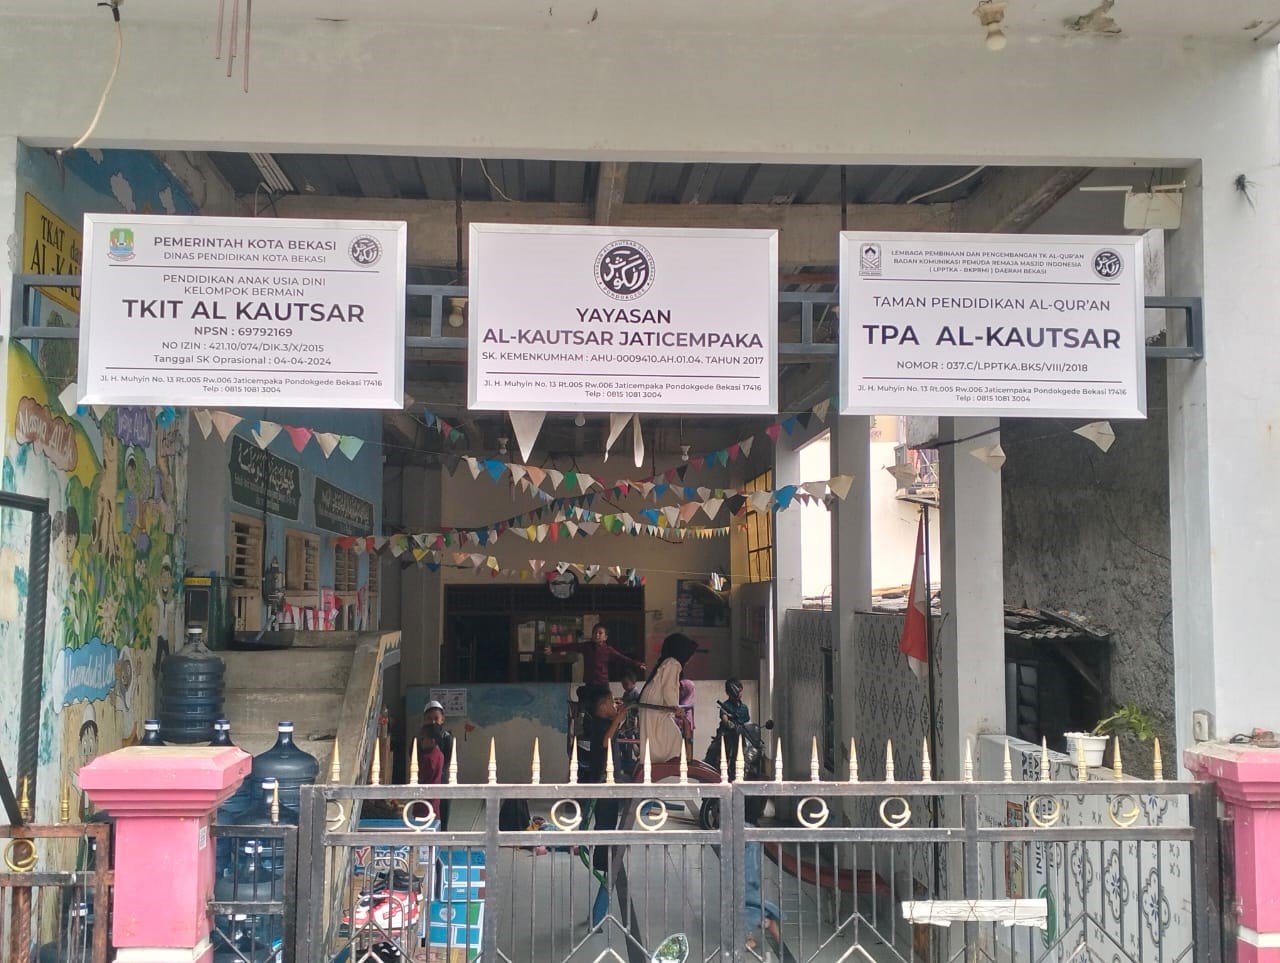 PEMERINTAH KOTA BEKASI
DINAS PENDIDIKAN KOTA BEKASI
PENDIDIKAN ANAK USIA DINI
KELOMPOK BERMAIN
TKIT AL KAUTSAR
NPSN : 69792169
NO IZIN : 421.10/074/DIK.3/X/2015
Tanggal SK Oprasional : 04-04-2024
Jl. H. Muhyin No. 13 Rt.005 Rw.006 Jaticempaka Pondokgede Bekasi 17416
Telp : 0815 1081 3004
YAYASAN
AL-KAUTSAR JATICEMPAKA
SK. KEMENKUMHAM : AHU-0009410.AH.01.04. TAHUN 2017
Jl. H. Muhyin No. 13 Rt.005 Rw.006 Jaticempaka Pondokgede Bekasi 17416
Telp : 0815 1081 3004
LEMBAGA PEMBINAAN DAN PENGEMBANGAN TK AL-QUR'AN
BADAN KOMUNIKASI PEMUDA REMAJA MASJID INDONESIA
( LPPTKA - BKPRMI ) DAERAH BEKASI
TAMAN PENDIDIKAN AL-QUR'AN
TPA AL-KAUTSAR
NOMOR : 037.C/LPPTKA.BKS/VIII/2018
Jl. H. Muhyin No. 13 Rt.005 Rw.006 Jaticempaka Pondokgede Bekasi 17416
Telp : 0815 1081 3004
TKAT
AL-KA